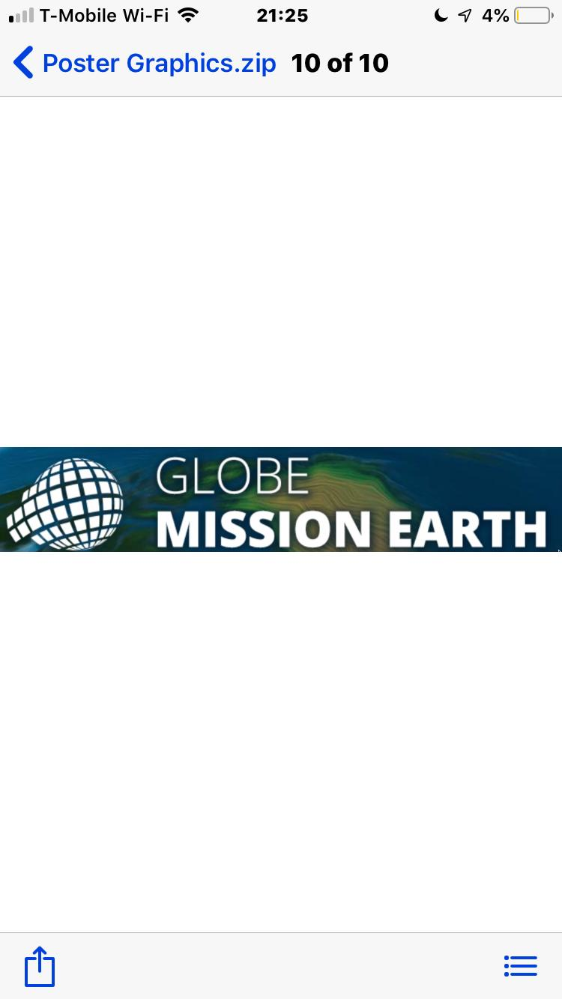 T-Mobile Wi-Fi 21:25 4%
Poster Graphics.zip 10 of 10
GLOBE
MISSION EARTH